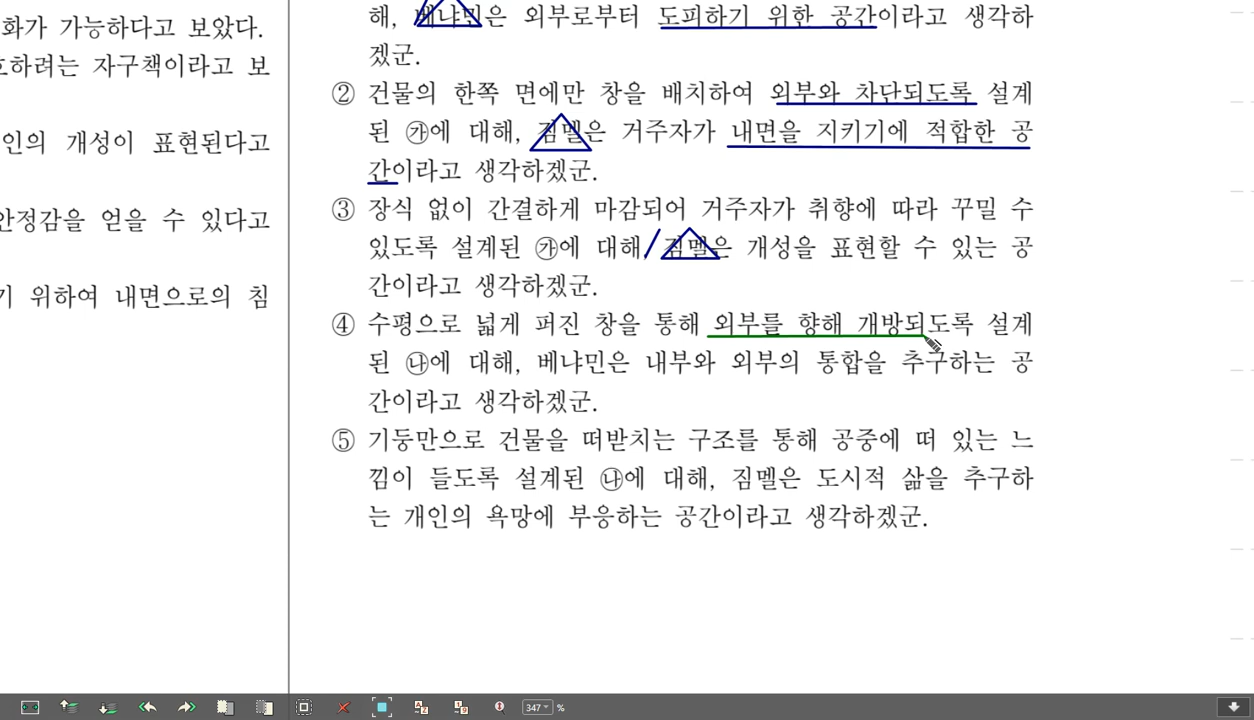 화가 가능하다고 보았다.
호하려는 자구책이라고 보
인의 개성이 표현된다고
안정감을 얻을 수 있다고
기 위하여 내면으로의 침
해, 베냐민은 외부로부터 도피하기 위한 공간이라고 생각하
겠군.
② 건물의 한쪽 면에만 창을 배치하여 외부와 차단되도록 설계
된 ㉮에 대해, 짐멜은 거주자가 내면을 지키기에 적합한 공
간이라고 생각하겠군.
③ 장식 없이 간결하게 마감되어 거주자가 취향에 따라 꾸밀 수
있도록 설계된 ㉮에 대해, 짐멜은 개성을 표현할 수 있는 공
간이라고 생각하겠군.
④ 수평으로 넓게 퍼진 창을 통해 외부를 향해 개방되도록 설계
된 ㉯에 대해, 베냐민은 내부와 외부의 통합을 추구하는 공
간이라고 생각하겠군.
⑤ 기둥만으로 건물을 떠받치는 구조를 통해 공중에 떠 있는 느
낌이 들도록 설계된 ㉯에 대해, 짐멜은 도시적 삶을 추구하
는 개인의 욕망에 부응하는 공간이라고 생각하겠군.
347 %